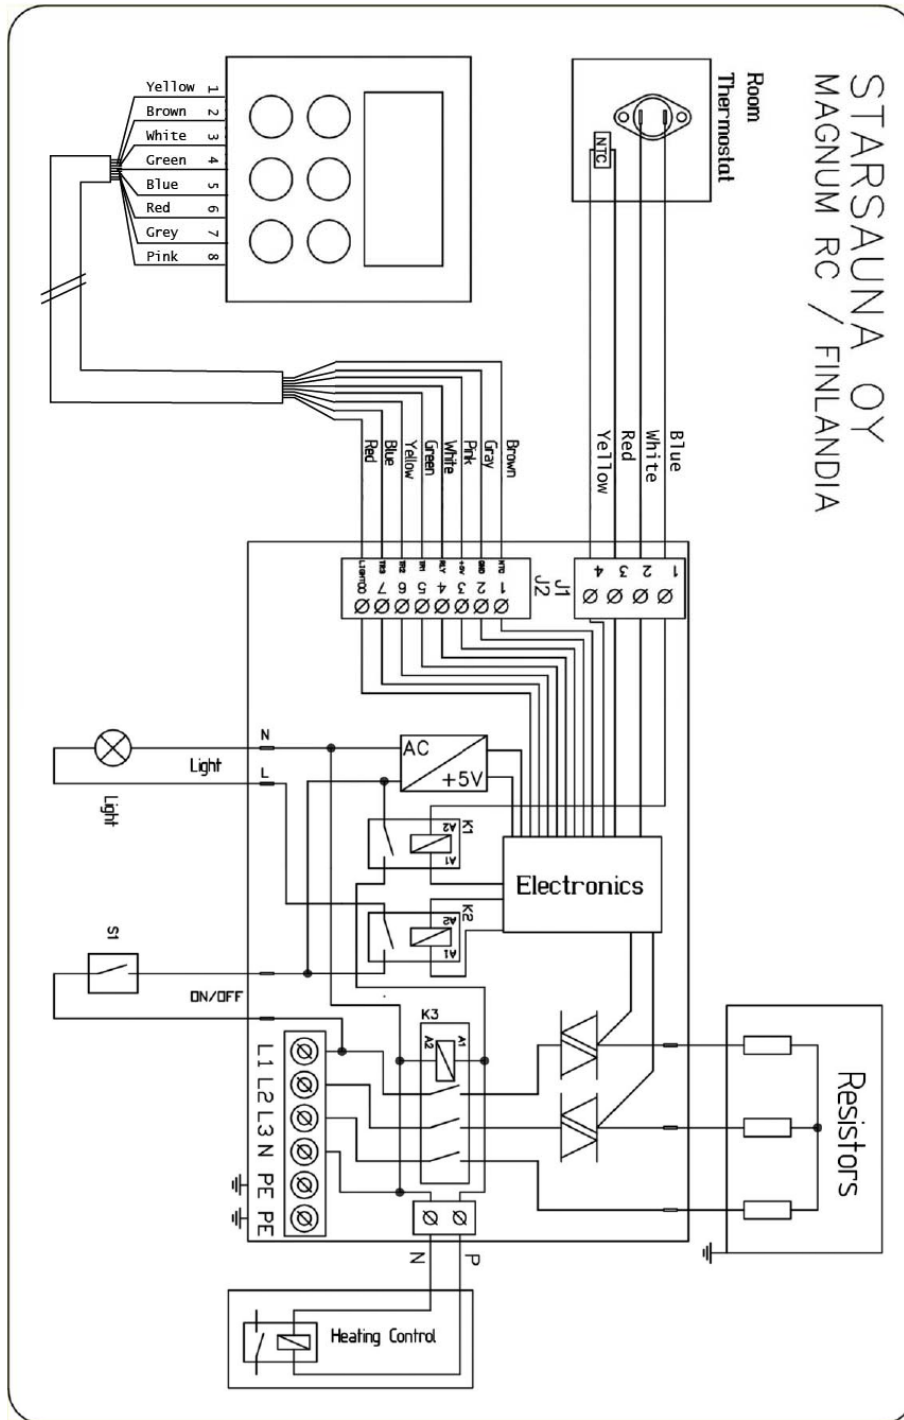 STARSAUNA OY
MAGNUM RC / FINLANDIA
Room
Thermostat
NTC
Yellow 1
Brown 2
White 3
Green 4
Blue 5
Red 6
Grey 7
Pink 8
Blue
White
Red
Yellow
Brown
Gray
Pink
White
Green
Yellow
Blue
Red
J1
1
2
3
4
J2
NTC 1
GND 2
+5V 3
RLY 4
TR1 5
TR2 6
TR3 7
LIGHT 8
N
Light
L
Light
AC
+5V
K1
A2
A1
K2
A2
A1
Electronics
S1
ON/OFF
K3
A2
A1
L1
L2
L3
N
PE
PE
Resistors
N
P
Heating Control